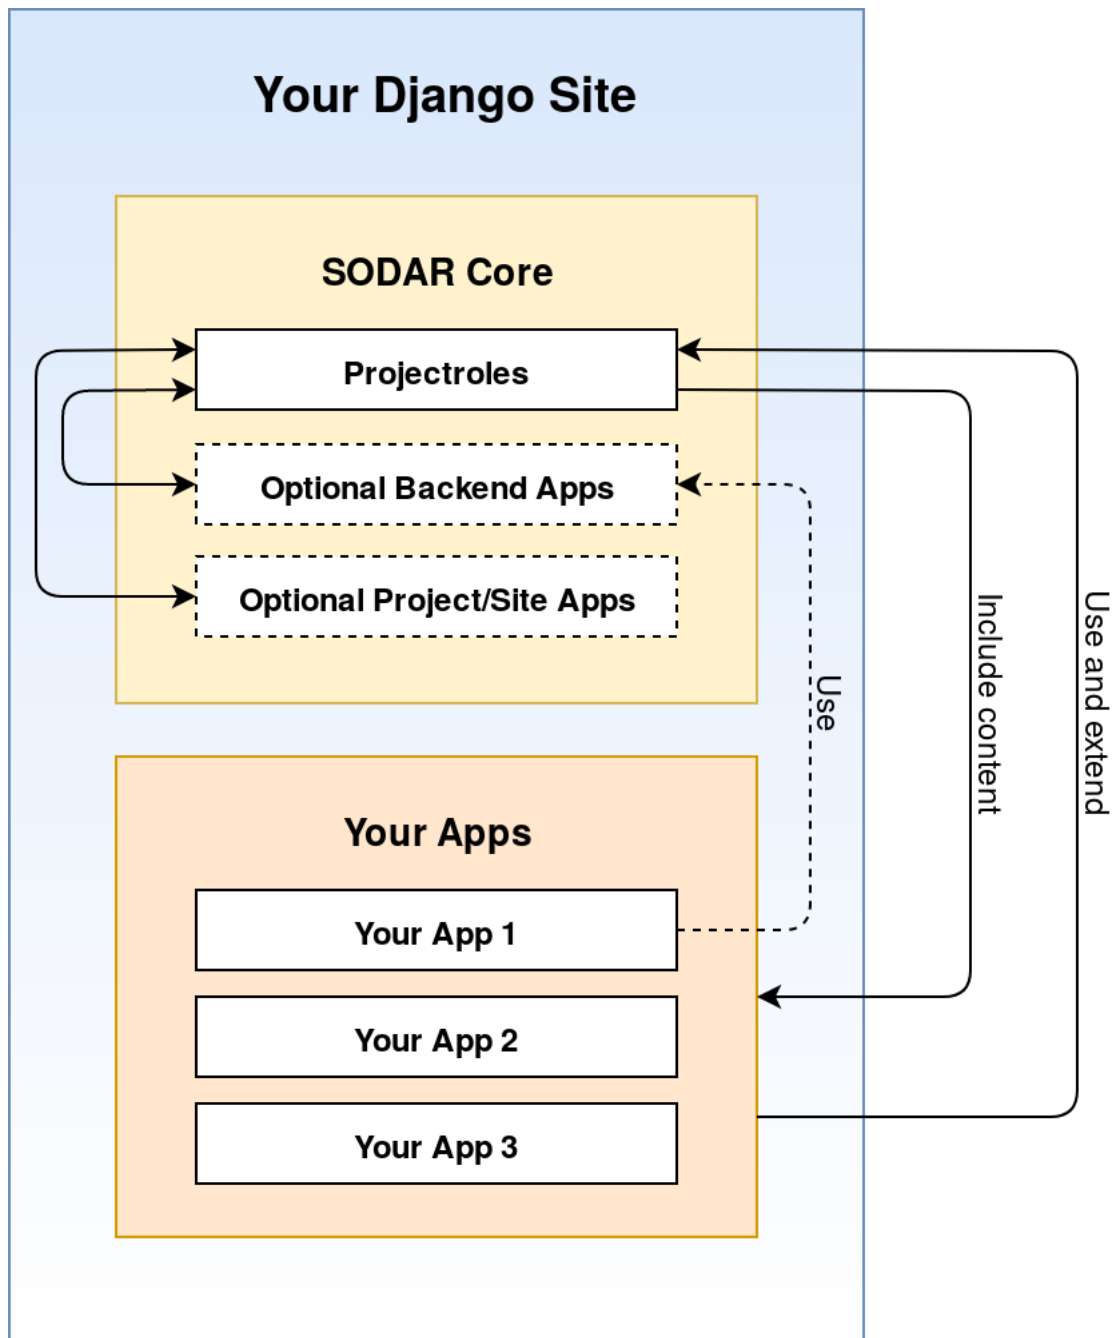 Your Django Site
SODAR Core
Projectroles
Optional Backend Apps
Optional Project/Site Apps
Use
Include content
Use and extend
Your Apps
Your App 1
Your App 2
Your App 3